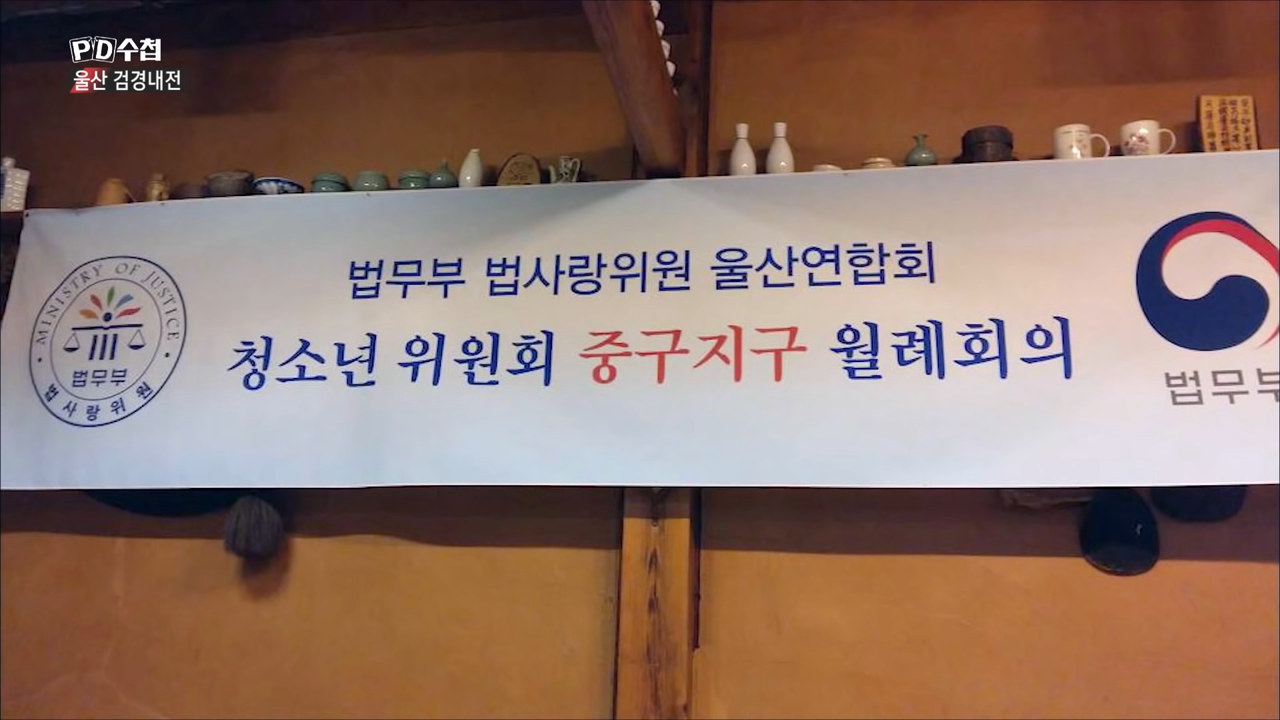 PD수첩
울산 검경내전
법무부 법사랑위원 울산연합회
청소년 위원회 중구지구 월례회의
MINISTRY OF JUSTICE
법무부
법사랑위원
법무부